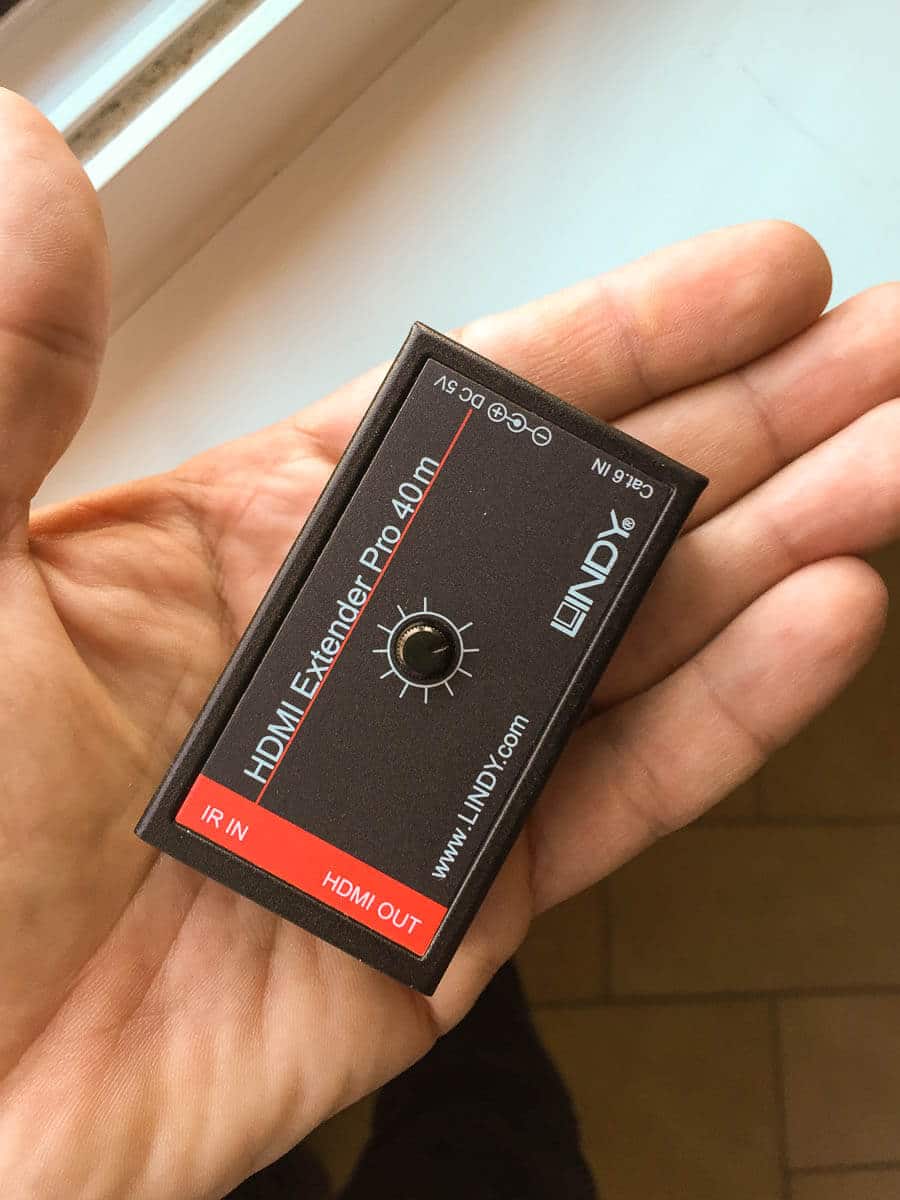 HDMI Extender Pro 40m
DC 5V
Cat.6 IN
LINDY®
www.LINDY.com
IR IN
HDMI OUT